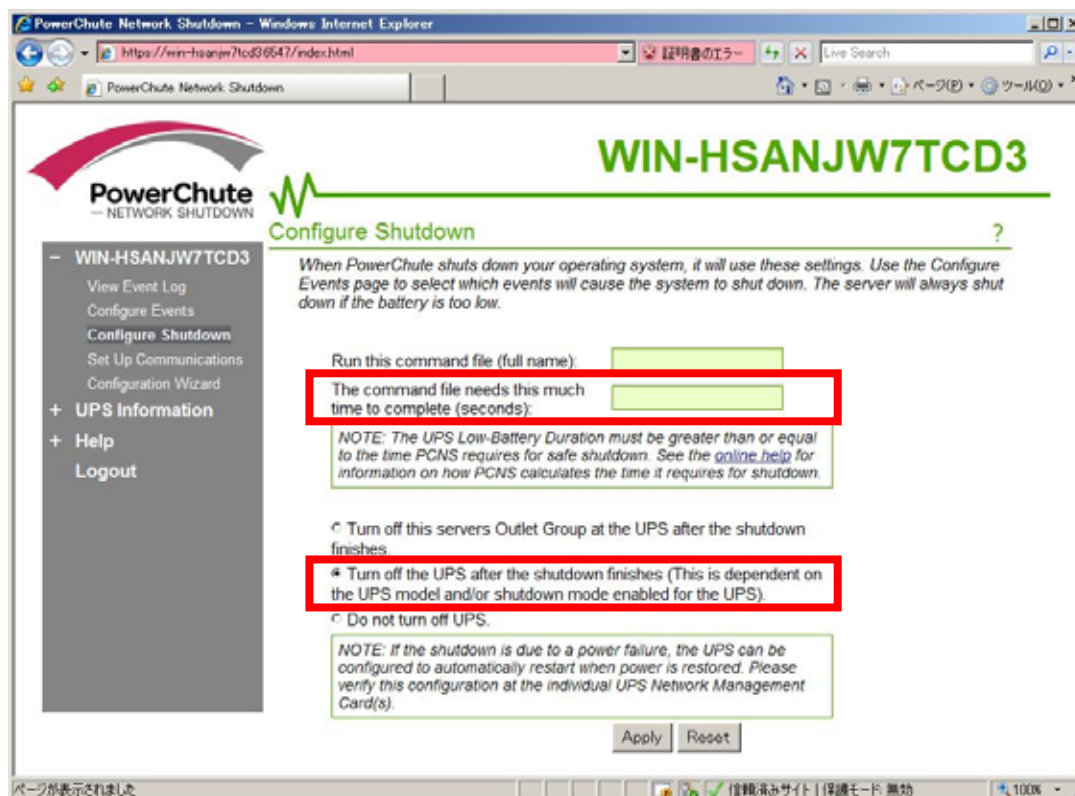 PowerChute Network Shutdown - Windows Internet Explorer
https://win-hsanjw7tcd3:6547/index.html
証明書のエラー
Live Search
PowerChute Network Shutdown
ページ(P)
ツール(O)
PowerChute
NETWORK SHUTDOWN
WIN-HSANJW7TCD3
Configure Shutdown
?
− WIN-HSANJW7TCD3
View Event Log
Configure Events
Configure Shutdown
Set Up Communications
Configuration Wizard
+ UPS Information
+ Help
Logout
When PowerChute shuts down your operating system, it will use these settings. Use the Configure
Events page to select which events will cause the system to shut down. The server will always shut
down if the battery is too low.
Run this command file (full name):
The command file needs this much
time to complete (seconds):
NOTE: The UPS Low-Battery Duration must be greater than or equal
to the time PCNS requires for safe shutdown. See the online help for
information on how PCNS calculates the time it requires for shutdown.
Turn off this servers Outlet Group at the UPS after the shutdown
finishes.
Turn off the UPS after the shutdown finishes (This is dependent on
the UPS model and/or shutdown mode enabled for the UPS).
Do not turn off UPS.
NOTE: If the shutdown is due to a power failure, the UPS can be
configured to automatically restart when power is restored. Please
verify this configuration at the individual UPS Network Management
Card(s).
Apply
Reset
ページが表示されました
信頼済みサイト | 保護モード: 無効
100%